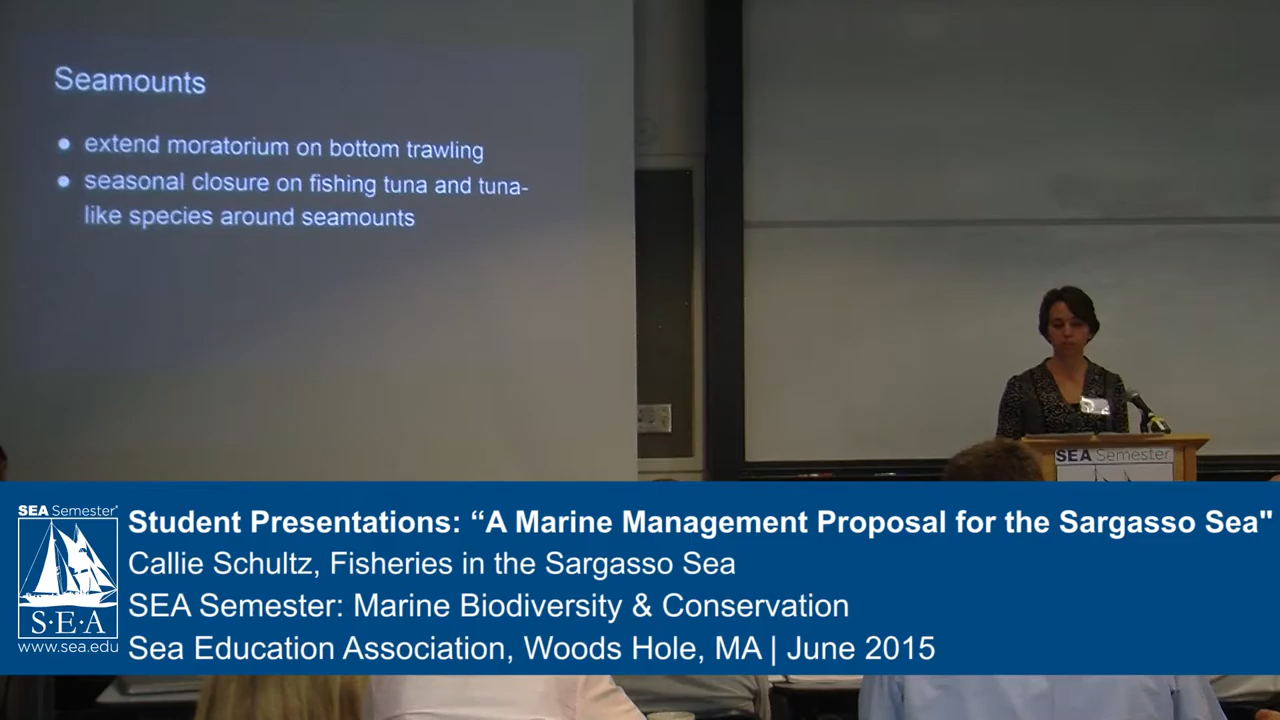 Seamounts
● extend moratorium on bottom trawling
● seasonal closure on fishing tuna and tuna-
like species around seamounts
SEA Semester
SEA Semester®
S·E·A
www.sea.edu
Student Presentations: “A Marine Management Proposal for the Sargasso Sea"
Callie Schultz, Fisheries in the Sargasso Sea
SEA Semester: Marine Biodiversity & Conservation
Sea Education Association, Woods Hole, MA | June 2015